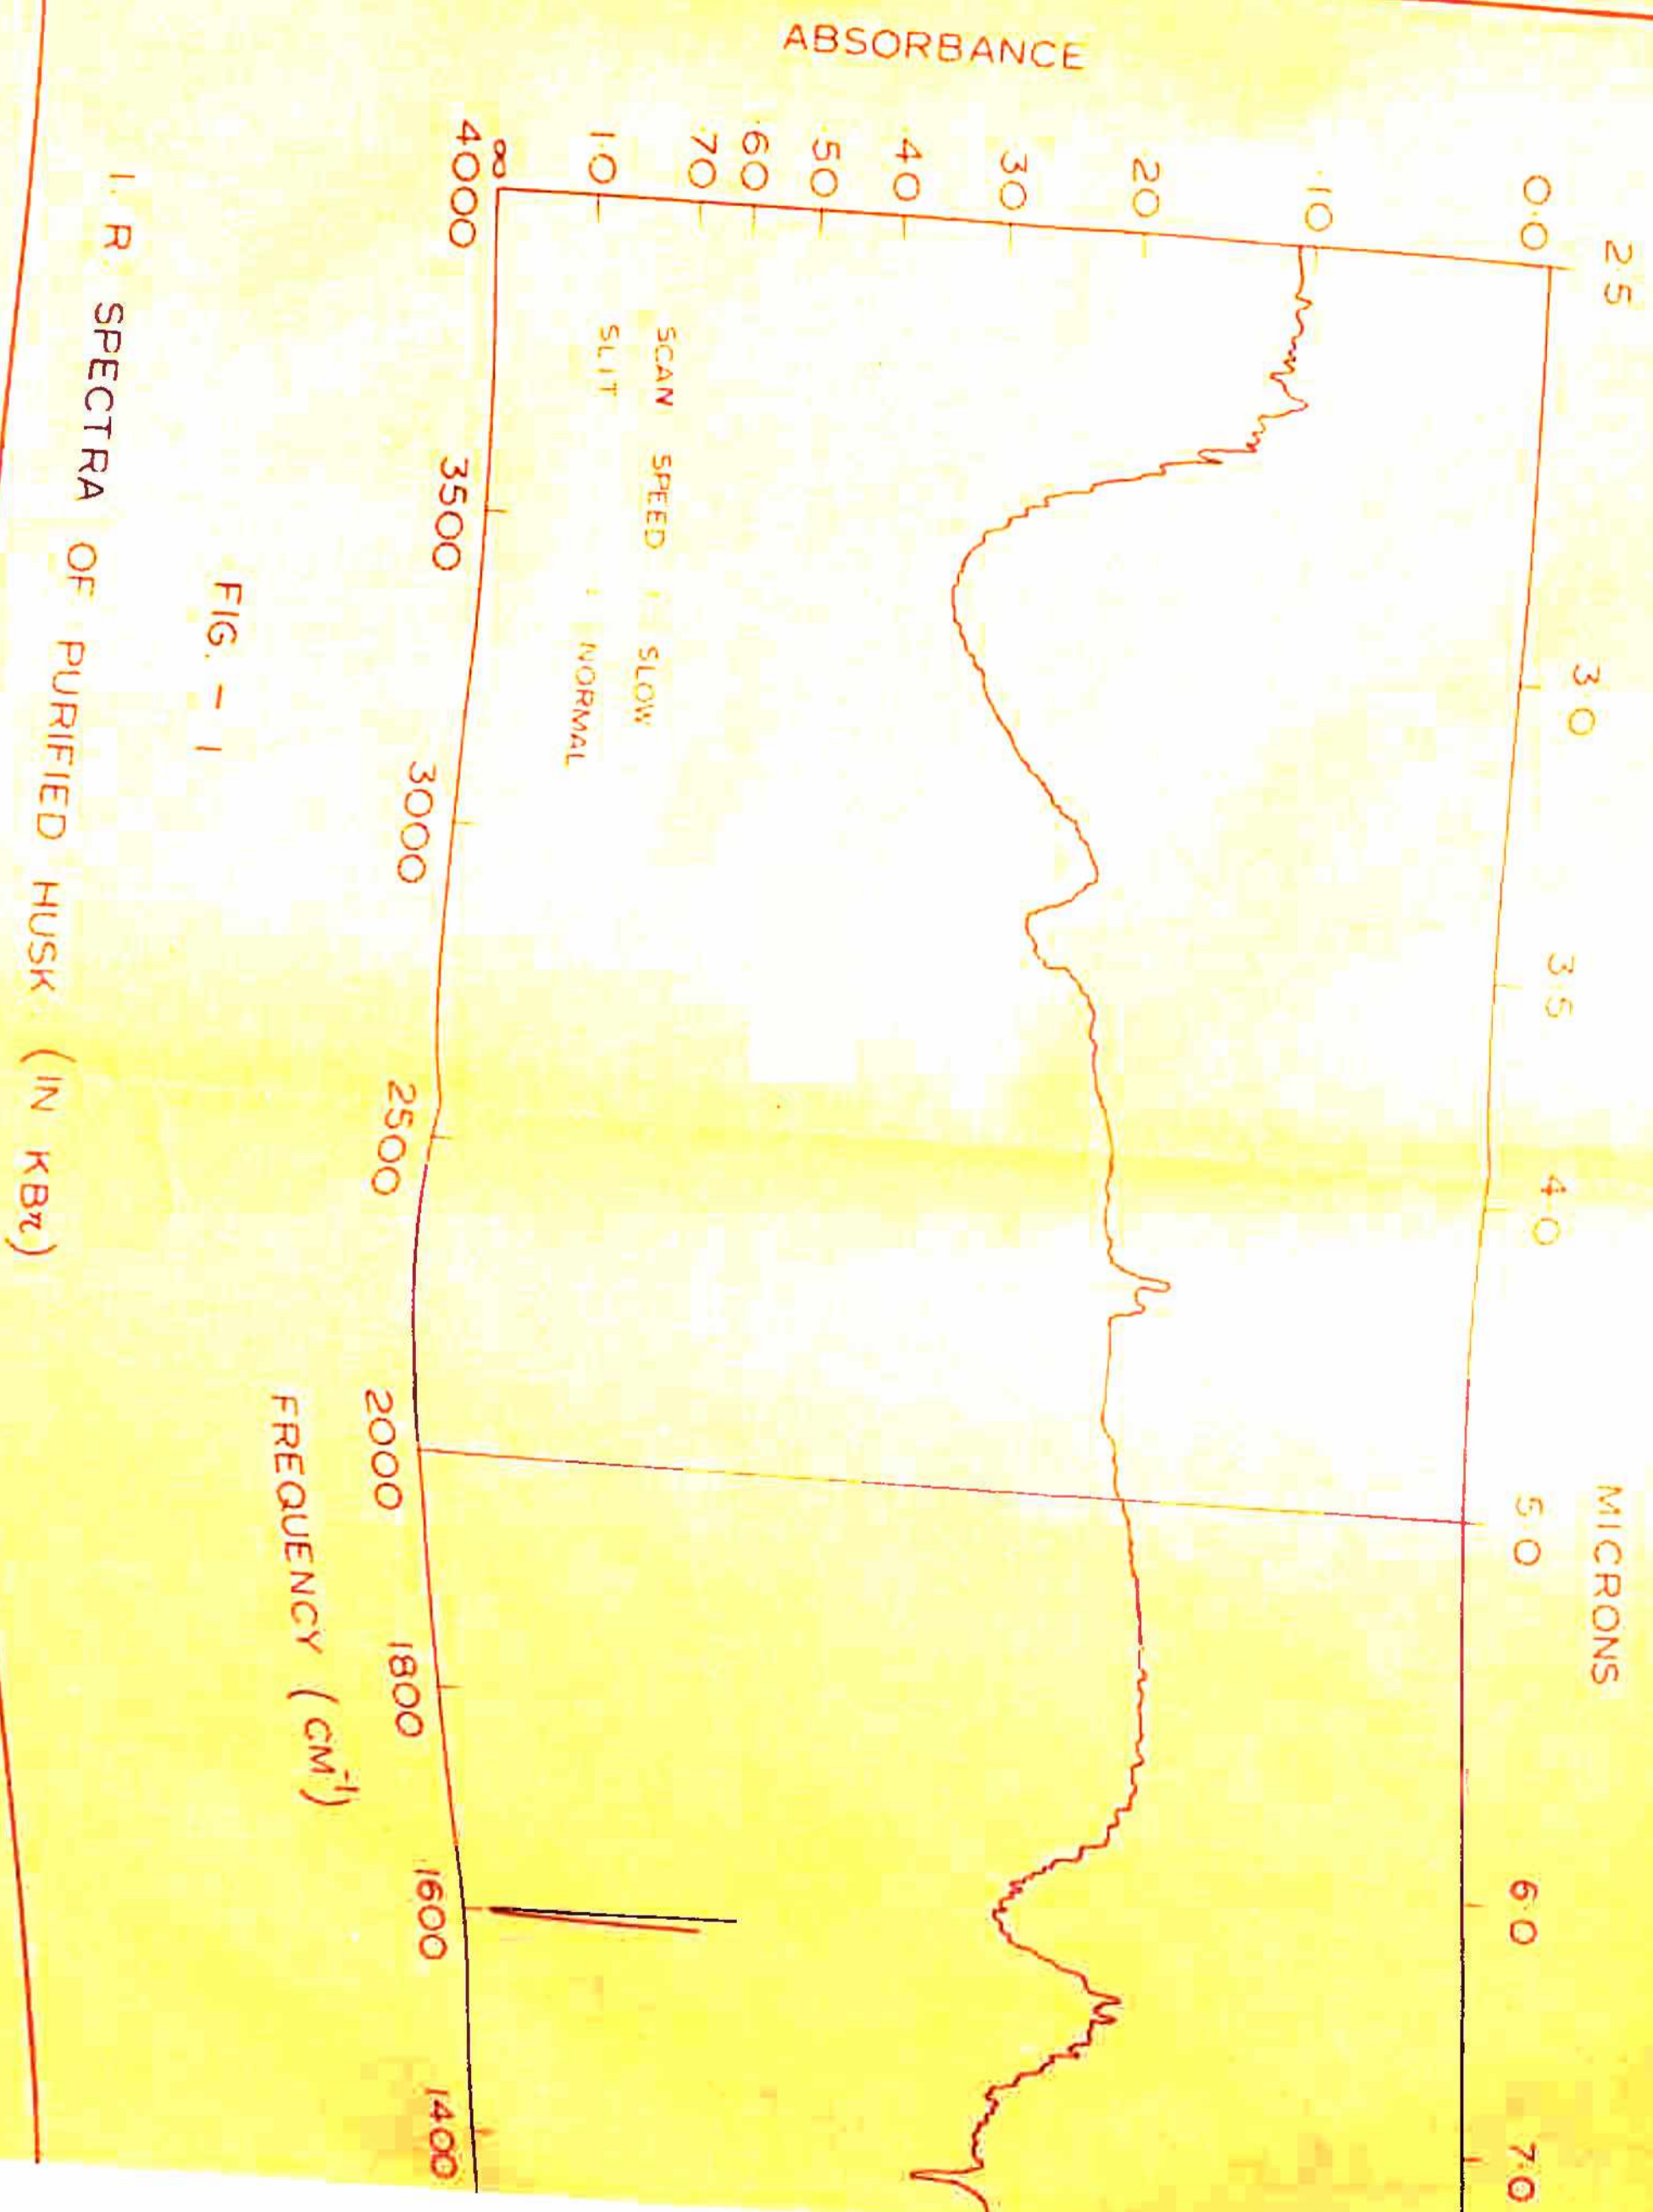 MICRONS
2.5 3.0 3.5 4.0 5.0 6.0 7.0
ABSORBANCE
0.0
.10
.20
.30
.40
.50
.60
.70
1.0
∞
SCAN SPEED : SLOW
SLIT : NORMAL
4000 3500 3000 2500 2000 1800 1600 1400
FREQUENCY (CM⁻¹)
FIG. - 1
I. R. SPECTRA OF PURIFIED HUSK (IN KBr)